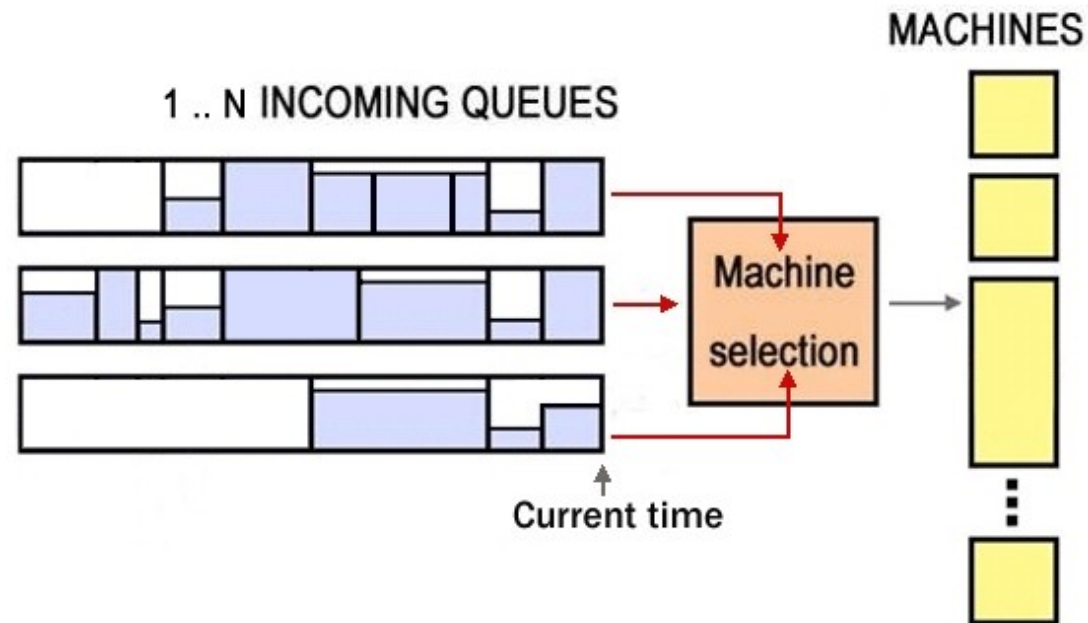 MACHINES
1 .. N INCOMING QUEUES
Machine
selection
Current time